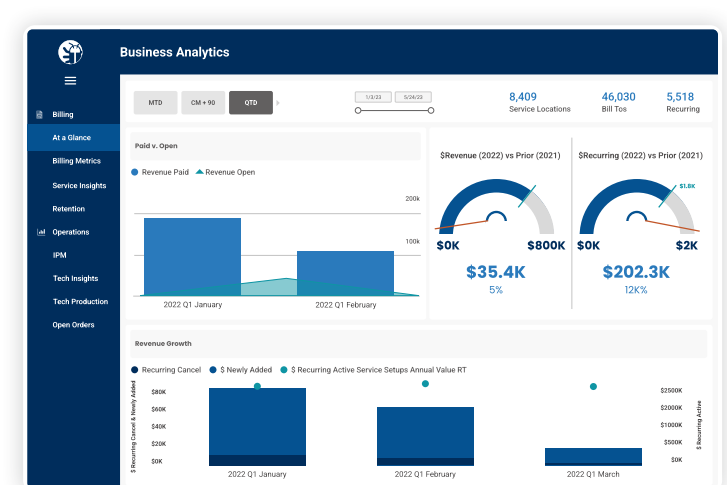 Business Analytics
Billing
At a Glance
Billing Metrics
Service Insights
Retention
Operations
IPM
Tech Insights
Tech Production
Open Orders
MTD
CM + 90
QTD
1/3/23
5/24/23
8,409
Service Locations
46,030
Bill Tos
5,518
Recurring
Paid v. Open
Revenue Paid
Revenue Open
200k
100k
2022 Q1 January
2022 Q1 February
$Revenue (2022) vs Prior (2021)
$0K
$800K
$35.4K
5%
$Recurring (2022) vs Prior (2021)
$1.8K
$0K
$2K
$202.3K
12K%
Revenue Growth
Recurring Cancel
$ Newly Added
$ Recurring Active Service Setups Annual Value RT
$ Recurring Cancel & Newly Added
$80K
$60K
$40K
$20K
$0K
$2500K
$2000K
$1000K
$500K
$0K
$ Recurring Active
2022 Q1 January
2022 Q1 February
2022 Q1 March